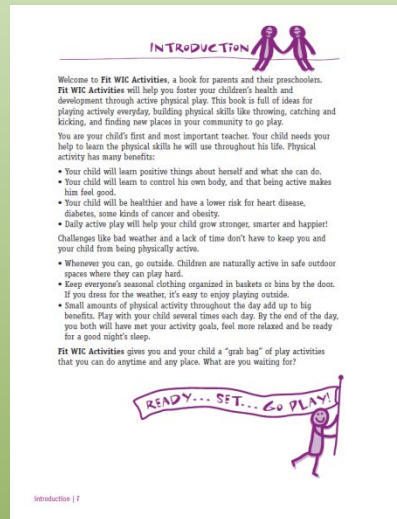 INTRODUCTION
Welcome to Fit WIC Activities, a book for parents and their preschoolers.
Fit WIC Activities will help you foster your children's health and
development through active physical play. This book is full of ideas for
playing actively everyday, building physical skills like throwing, catching and
kicking, and finding new places in your community to go play.
You are your child's first and most important teacher. Your child needs your
help to learn the physical skills he will use throughout his life. Physical
activity has many benefits:
• Your child will learn positive things about herself and what she can do.
• Your child will learn to control his own body, and that being active makes
him feel good.
• Your child will be healthier and have a lower risk for heart disease,
diabetes, some kinds of cancer and obesity.
• Daily active play will help your child grow stronger, smarter and happier!
Challenges like bad weather and a lack of time don't have to keep you and
your child from being physically active.
• Whenever you can, go outside. Children are naturally active in safe outdoor
spaces where they can play hard.
• Keep everyone's seasonal clothing organized in baskets or bins by the door.
If you dress for the weather, it's easy to enjoy playing outside.
• Small amounts of physical activity throughout the day add up to big
benefits. Play with your child several times each day. By the end of the day,
you both will have met your activity goals, feel more relaxed and be ready
for a good night's sleep.
Fit WIC Activities gives you and your child a "grab bag" of play activities
that you can do anytime and any place. What are you waiting for?
READY... SET... GO PLAY!
Introduction | 1